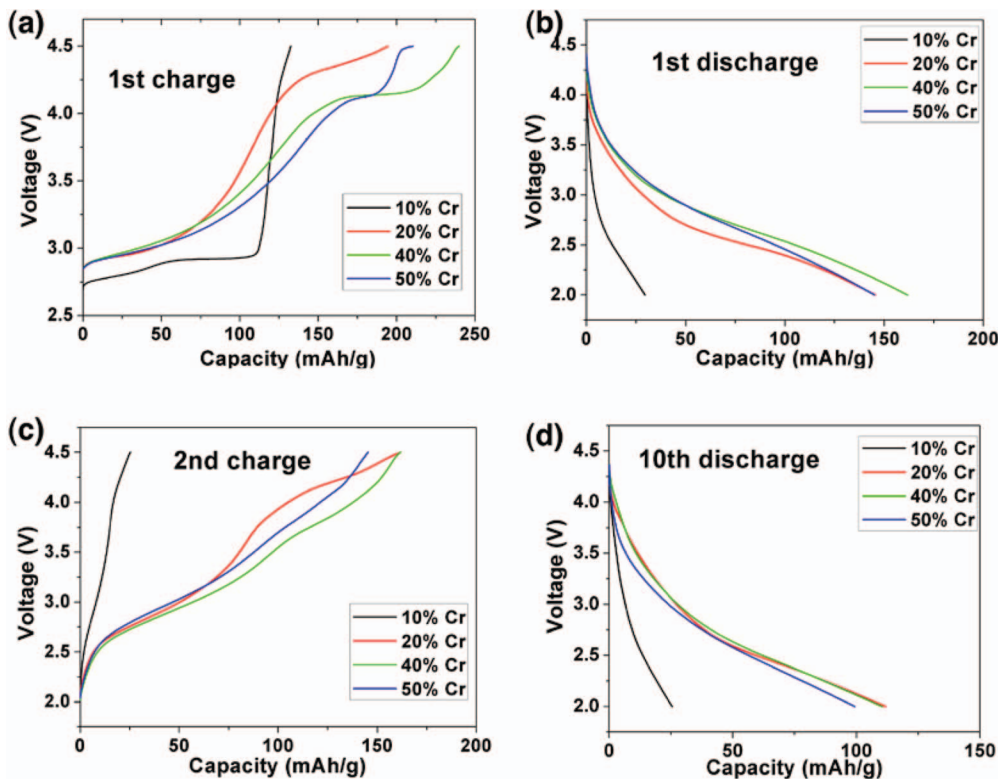 (a)
1st charge
4.5
4.0
3.5
3.0
2.5
Voltage (V)
10% Cr
20% Cr
40% Cr
50% Cr
0 50 100 150 200 250
Capacity (mAh/g)
(b)
1st discharge
4.5
4.0
3.5
3.0
2.5
2.0
Voltage (V)
10% Cr
20% Cr
40% Cr
50% Cr
0 50 100 150 200
Capacity (mAh/g)
(c)
2nd charge
4.5
4.0
3.5
3.0
2.5
2.0
Voltage (V)
10% Cr
20% Cr
40% Cr
50% Cr
0 50 100 150 200
Capacity (mAh/g)
(d)
10th discharge
4.5
4.0
3.5
3.0
2.5
2.0
Voltage (V)
10% Cr
20% Cr
40% Cr
50% Cr
0 50 100 150
Capacity (mAh/g)